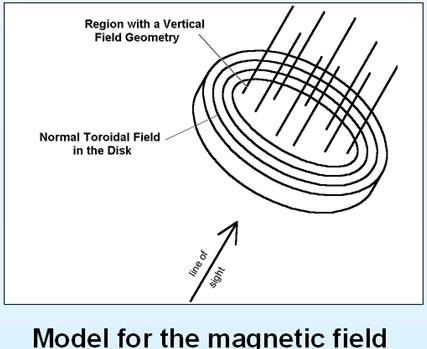 Region with a Vertical
Field Geometry
Normal Toroidal Field
in the Disk
line of
sight
Model for the magnetic field